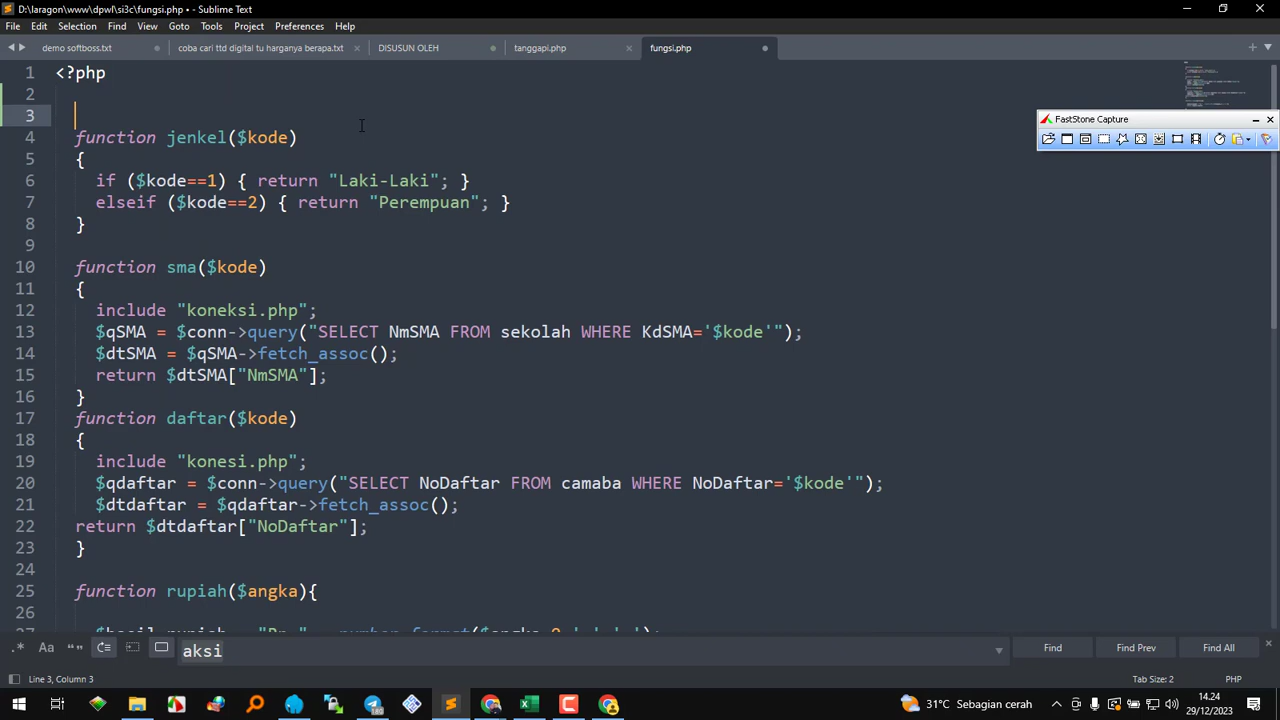 D:\laragon\www\dpwl\si3c\fungsi.php • - Sublime Text
File Edit Selection Find View Goto Tools Project Preferences Help
demo softboss.txt coba cari ttd digital tu harganya berapa.txt DISUSUN OLEH tanggapi.php fungsi.php
1 <?php
2
3
4 function jenkel($kode)
5 {
6 if ($kode==1) { return "Laki-Laki"; }
7 elseif ($kode==2) { return "Perempuan"; }
8 }
9
10 function sma($kode)
11 {
12 include "koneksi.php";
13 $qSMA = $conn->query("SELECT NmSMA FROM sekolah WHERE KdSMA='$kode'");
14 $dtSMA = $qSMA->fetch_assoc();
15 return $dtSMA["NmSMA"];
16 }
17 function daftar($kode)
18 {
19 include "konesi.php";
20 $qdaftar = $conn->query("SELECT NoDaftar FROM camaba WHERE NoDaftar='$kode'");
21 $dtdaftar = $qdaftar->fetch_assoc();
22 return $dtdaftar["NoDaftar"];
23 }
24
25 function rupiah($angka){
26
FastStone Capture
.* Aa “” aksi Find Find Prev Find All
Line 3, Column 3 Tab Size: 2 PHP
31°C Sebagian cerah 14.24
29/12/2023